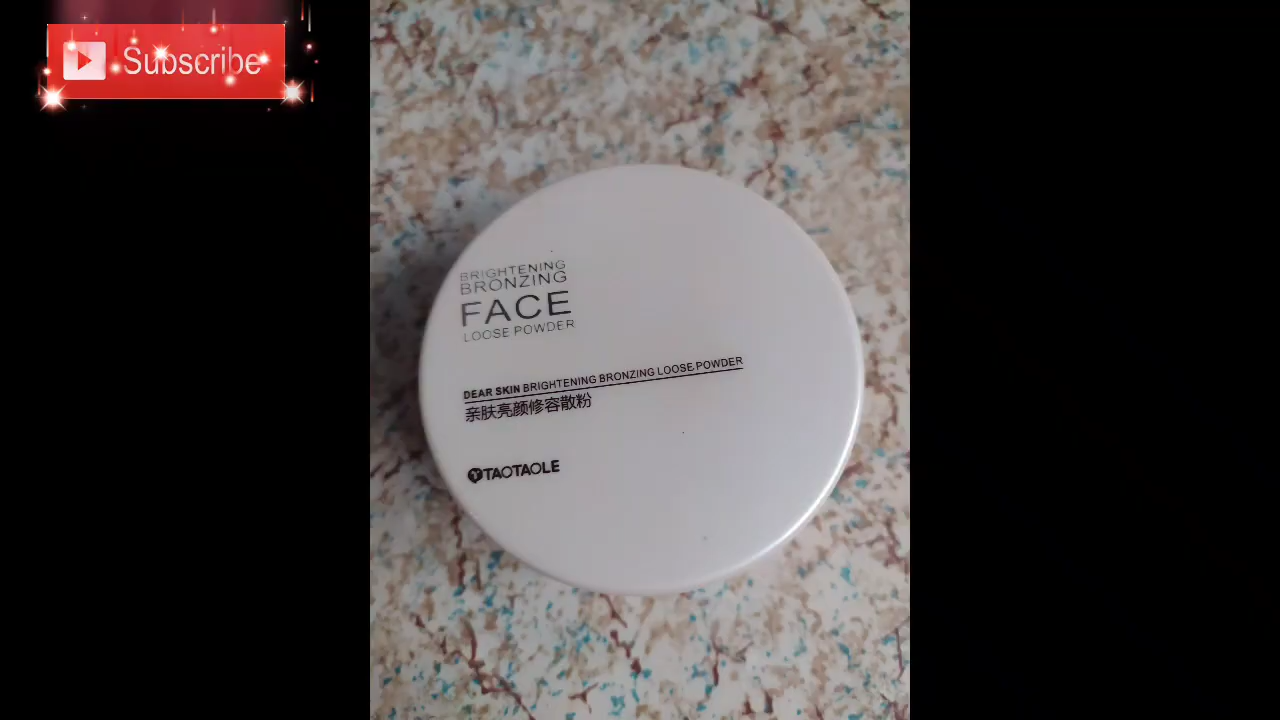 Subscribe
BRIGHTENING
BRONZING
FACE
LOOSE POWDER
DEAR SKIN BRIGHTENING BRONZING LOOSE POWDER
亲肤亮颜修容散粉
TAOTAOLE